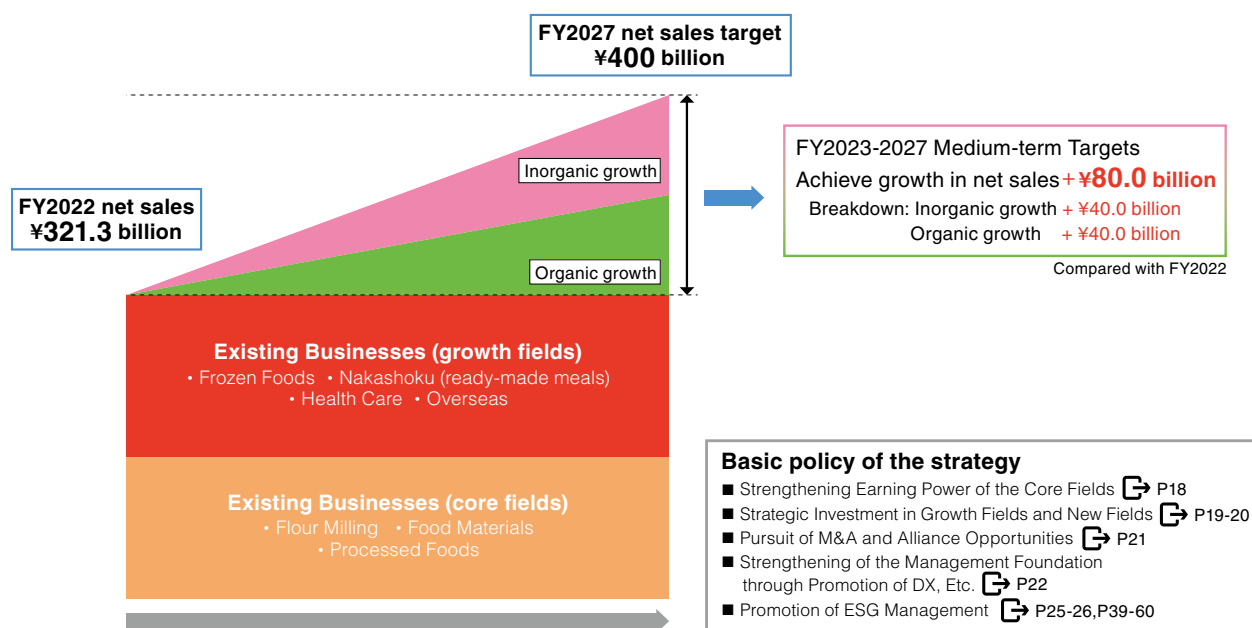 FY2027 net sales target
¥400 billion
FY2022 net sales
¥321.3 billion
Inorganic growth
Organic growth
FY2023-2027 Medium-term Targets
Achieve growth in net sales + ¥80.0 billion
Breakdown: Inorganic growth + ¥40.0 billion
Organic growth + ¥40.0 billion
Compared with FY2022
Existing Businesses (growth fields)
• Frozen Foods • Nakashoku (ready-made meals)
• Health Care • Overseas
Existing Businesses (core fields)
• Flour Milling • Food Materials
• Processed Foods
Basic policy of the strategy
■ Strengthening Earning Power of the Core Fields P18
■ Strategic Investment in Growth Fields and New Fields P19-20
■ Pursuit of M&A and Alliance Opportunities P21
■ Strengthening of the Management Foundation
through Promotion of DX, Etc. P22
■ Promotion of ESG Management P25-26,P39-60